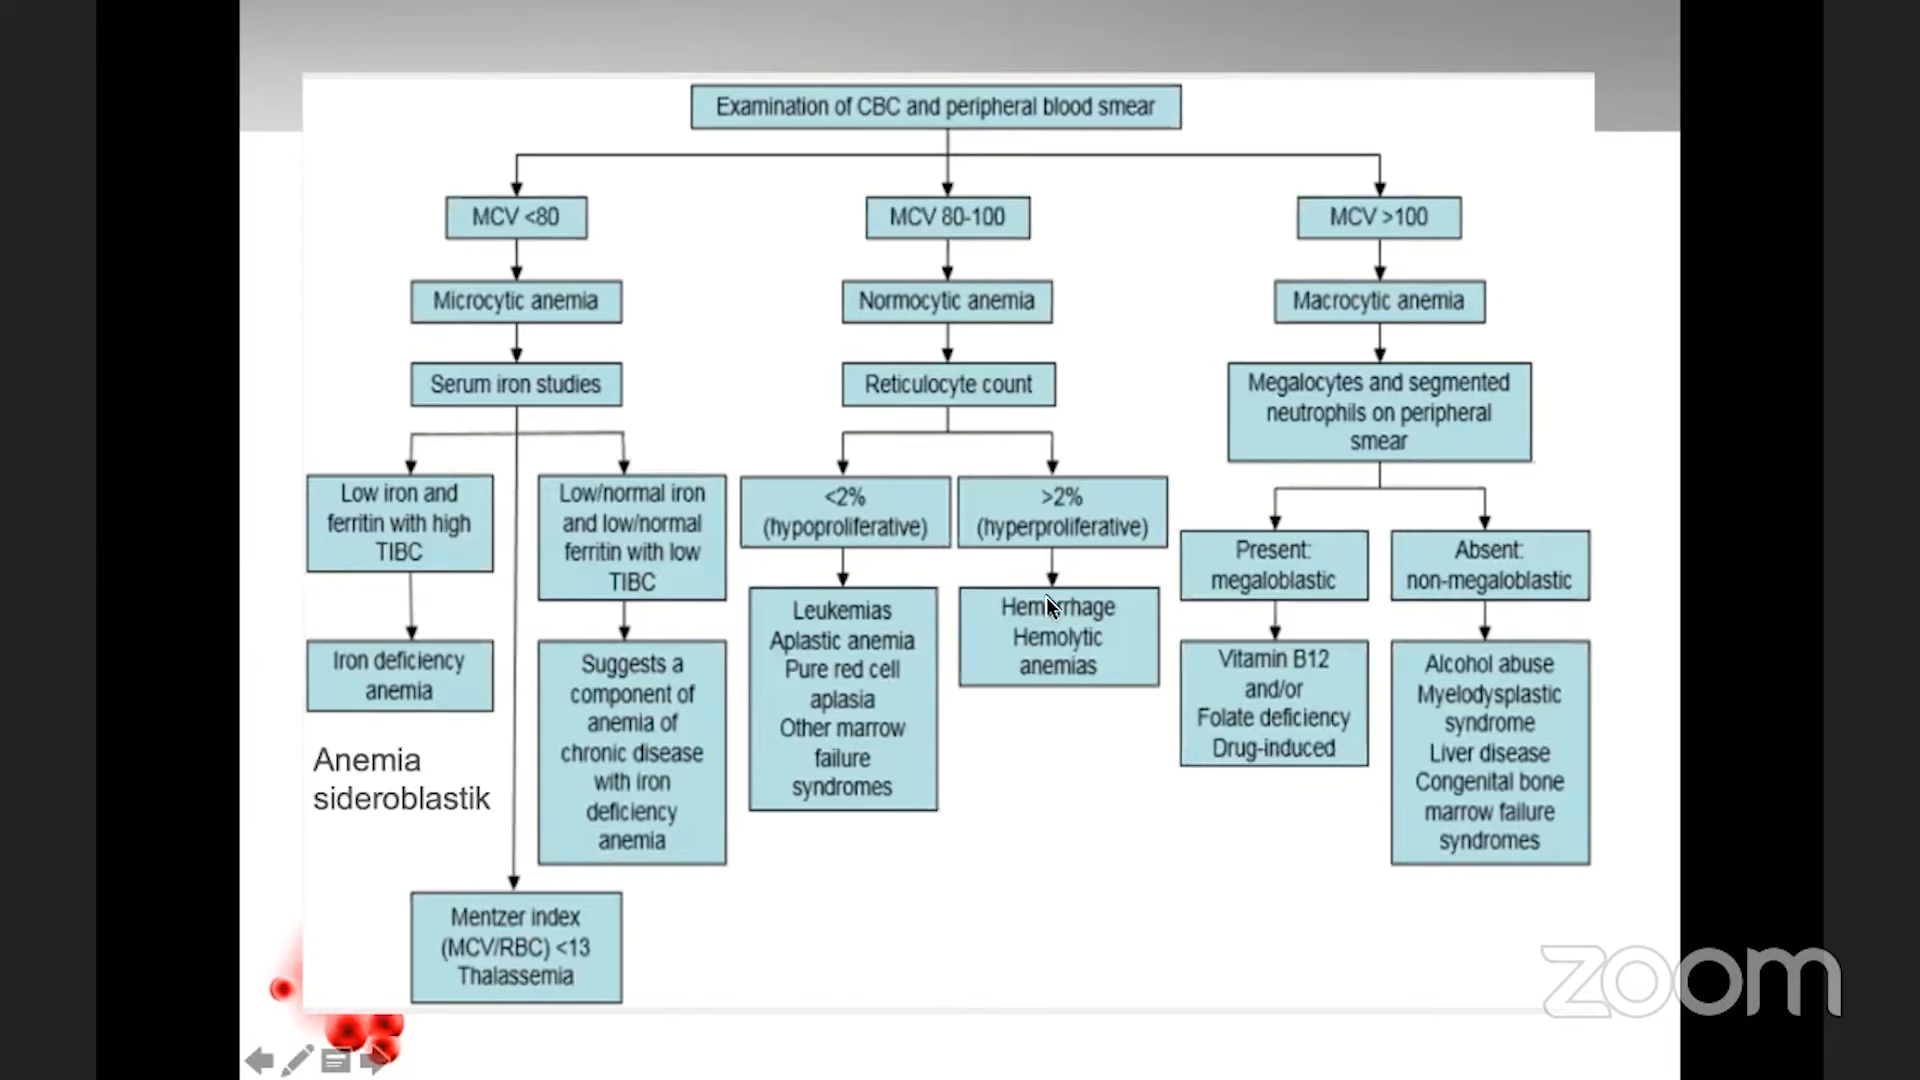 Examination of CBC and peripheral blood smear
MCV <80
MCV 80-100
MCV >100
Microcytic anemia
Normocytic anemia
Macrocytic anemia
Serum iron studies
Reticulocyte count
Megalocytes and segmented
neutrophils on peripheral
smear
Low iron and
ferritin with high
TIBC
Low/normal iron
and low/normal
ferritin with low
TIBC
<2%
(hypoproliferative)
>2%
(hyperproliferative)
Present:
megaloblastic
Absent:
non-megaloblastic
Iron deficiency
anemia
Suggests a
component of
anemia of
chronic disease
with iron
deficiency
anemia
Leukemias
Aplastic anemia
Pure red cell
aplasia
Other marrow
failure
syndromes
Hemorrhage
Hemolytic
anemias
Vitamin B12
and/or
Folate deficiency
Drug-induced
Alcohol abuse
Myelodysplastic
syndrome
Liver disease
Congenital bone
marrow failure
syndromes
Anemia
sideroblastik
Mentzer index
(MCV/RBC) <13
Thalassemia
zoom